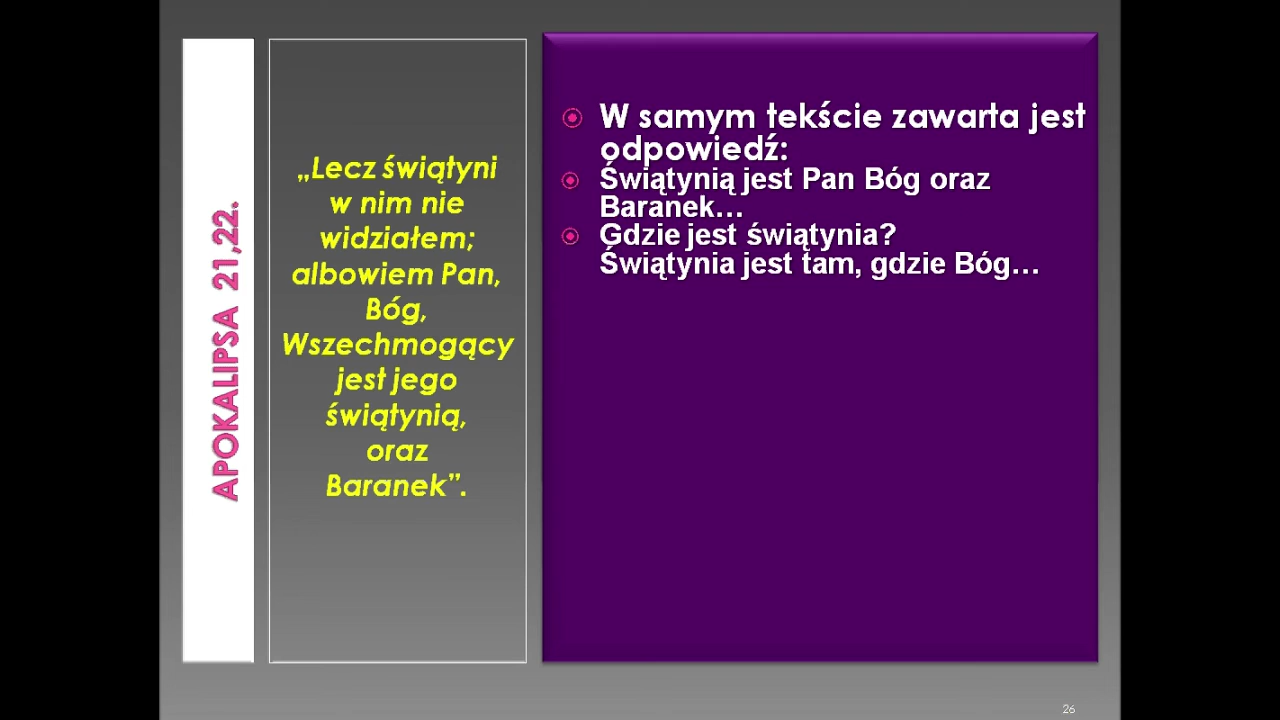 APOKALIPSA 21,22.
„Lecz świątyni
w nim nie
widziałem;
albowiem Pan,
Bóg,
Wszechmogący
jest jego
świątynią,
oraz
Baranek”.
W samym tekście zawarta jest
odpowiedź:
Świątynią jest Pan Bóg oraz
Baranek…
Gdzie jest świątynia?
Świątynia jest tam, gdzie Bóg…
26